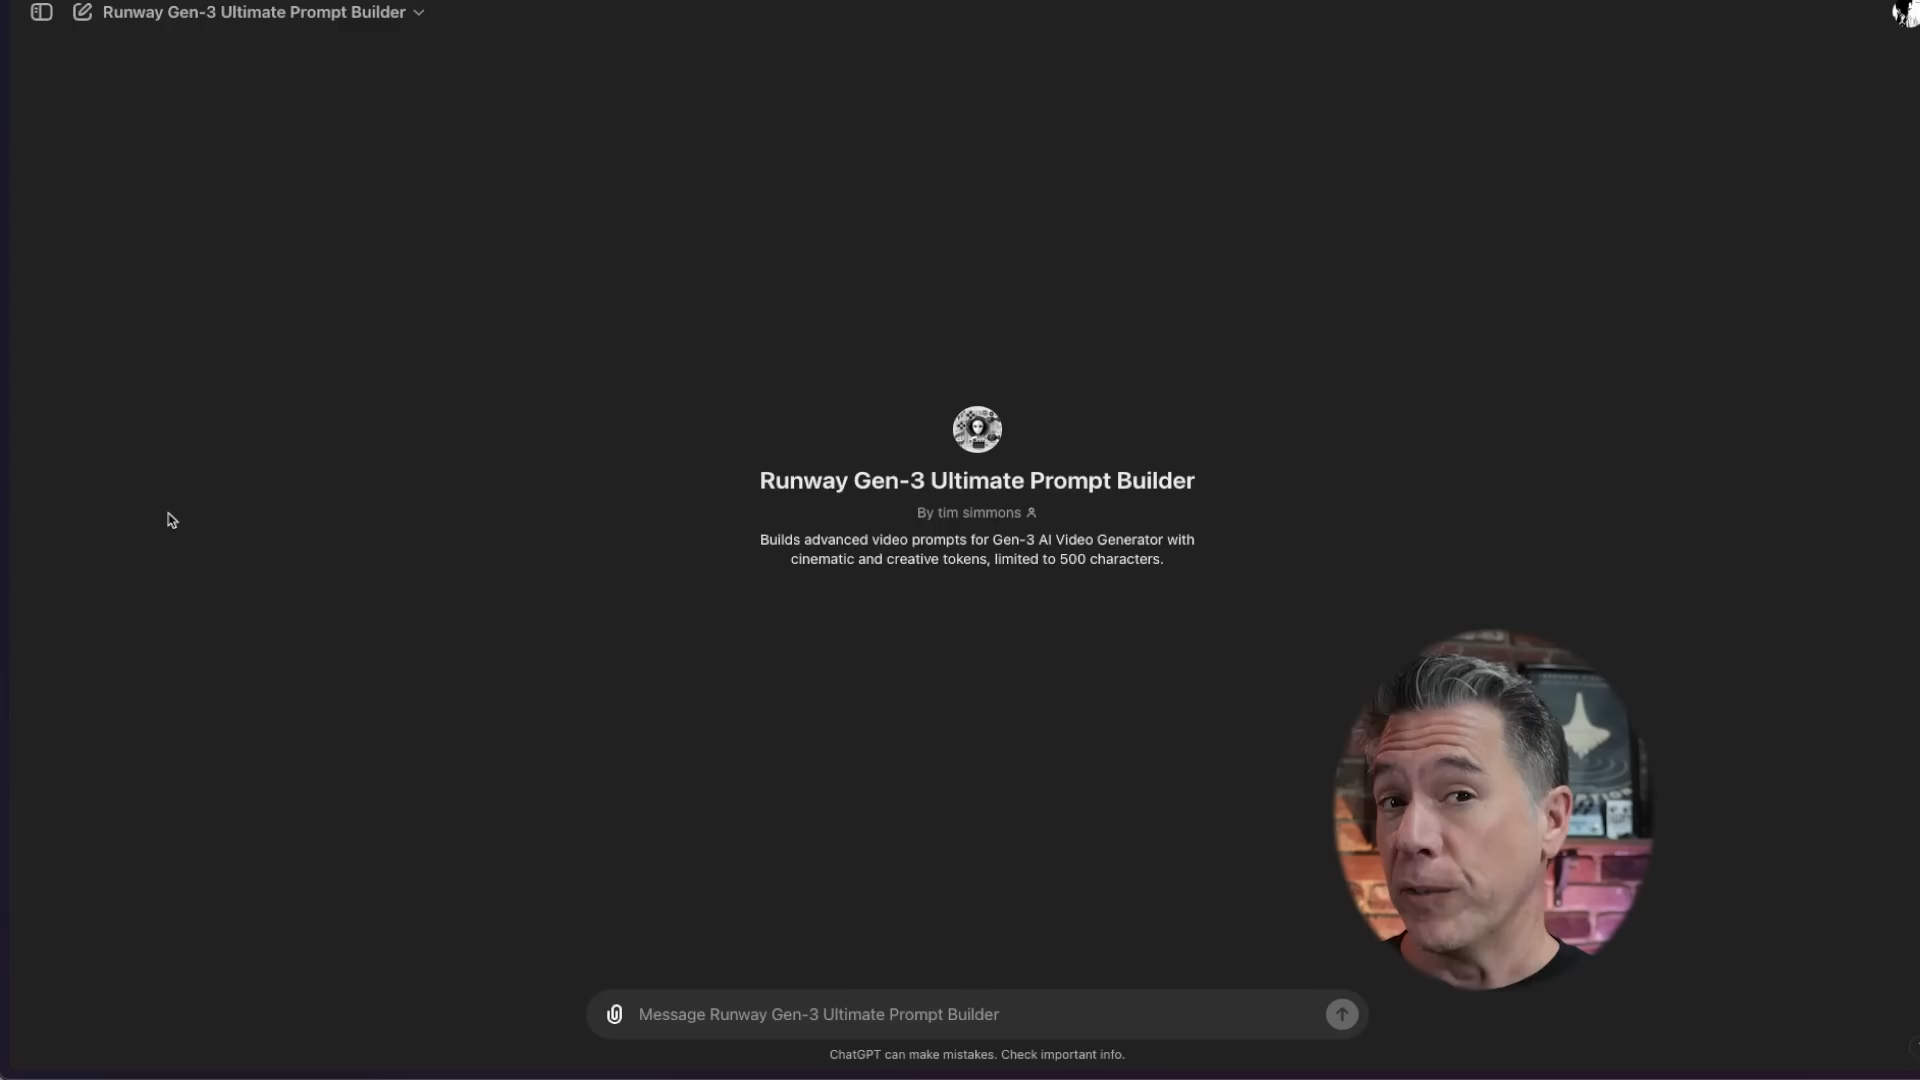 Runway Gen-3 Ultimate Prompt Builder
Runway Gen-3 Ultimate Prompt Builder
By tim simmons
Builds advanced video prompts for Gen-3 AI Video Generator with
cinematic and creative tokens, limited to 500 characters.
Message Runway Gen-3 Ultimate Prompt Builder
ChatGPT can make mistakes. Check important info.